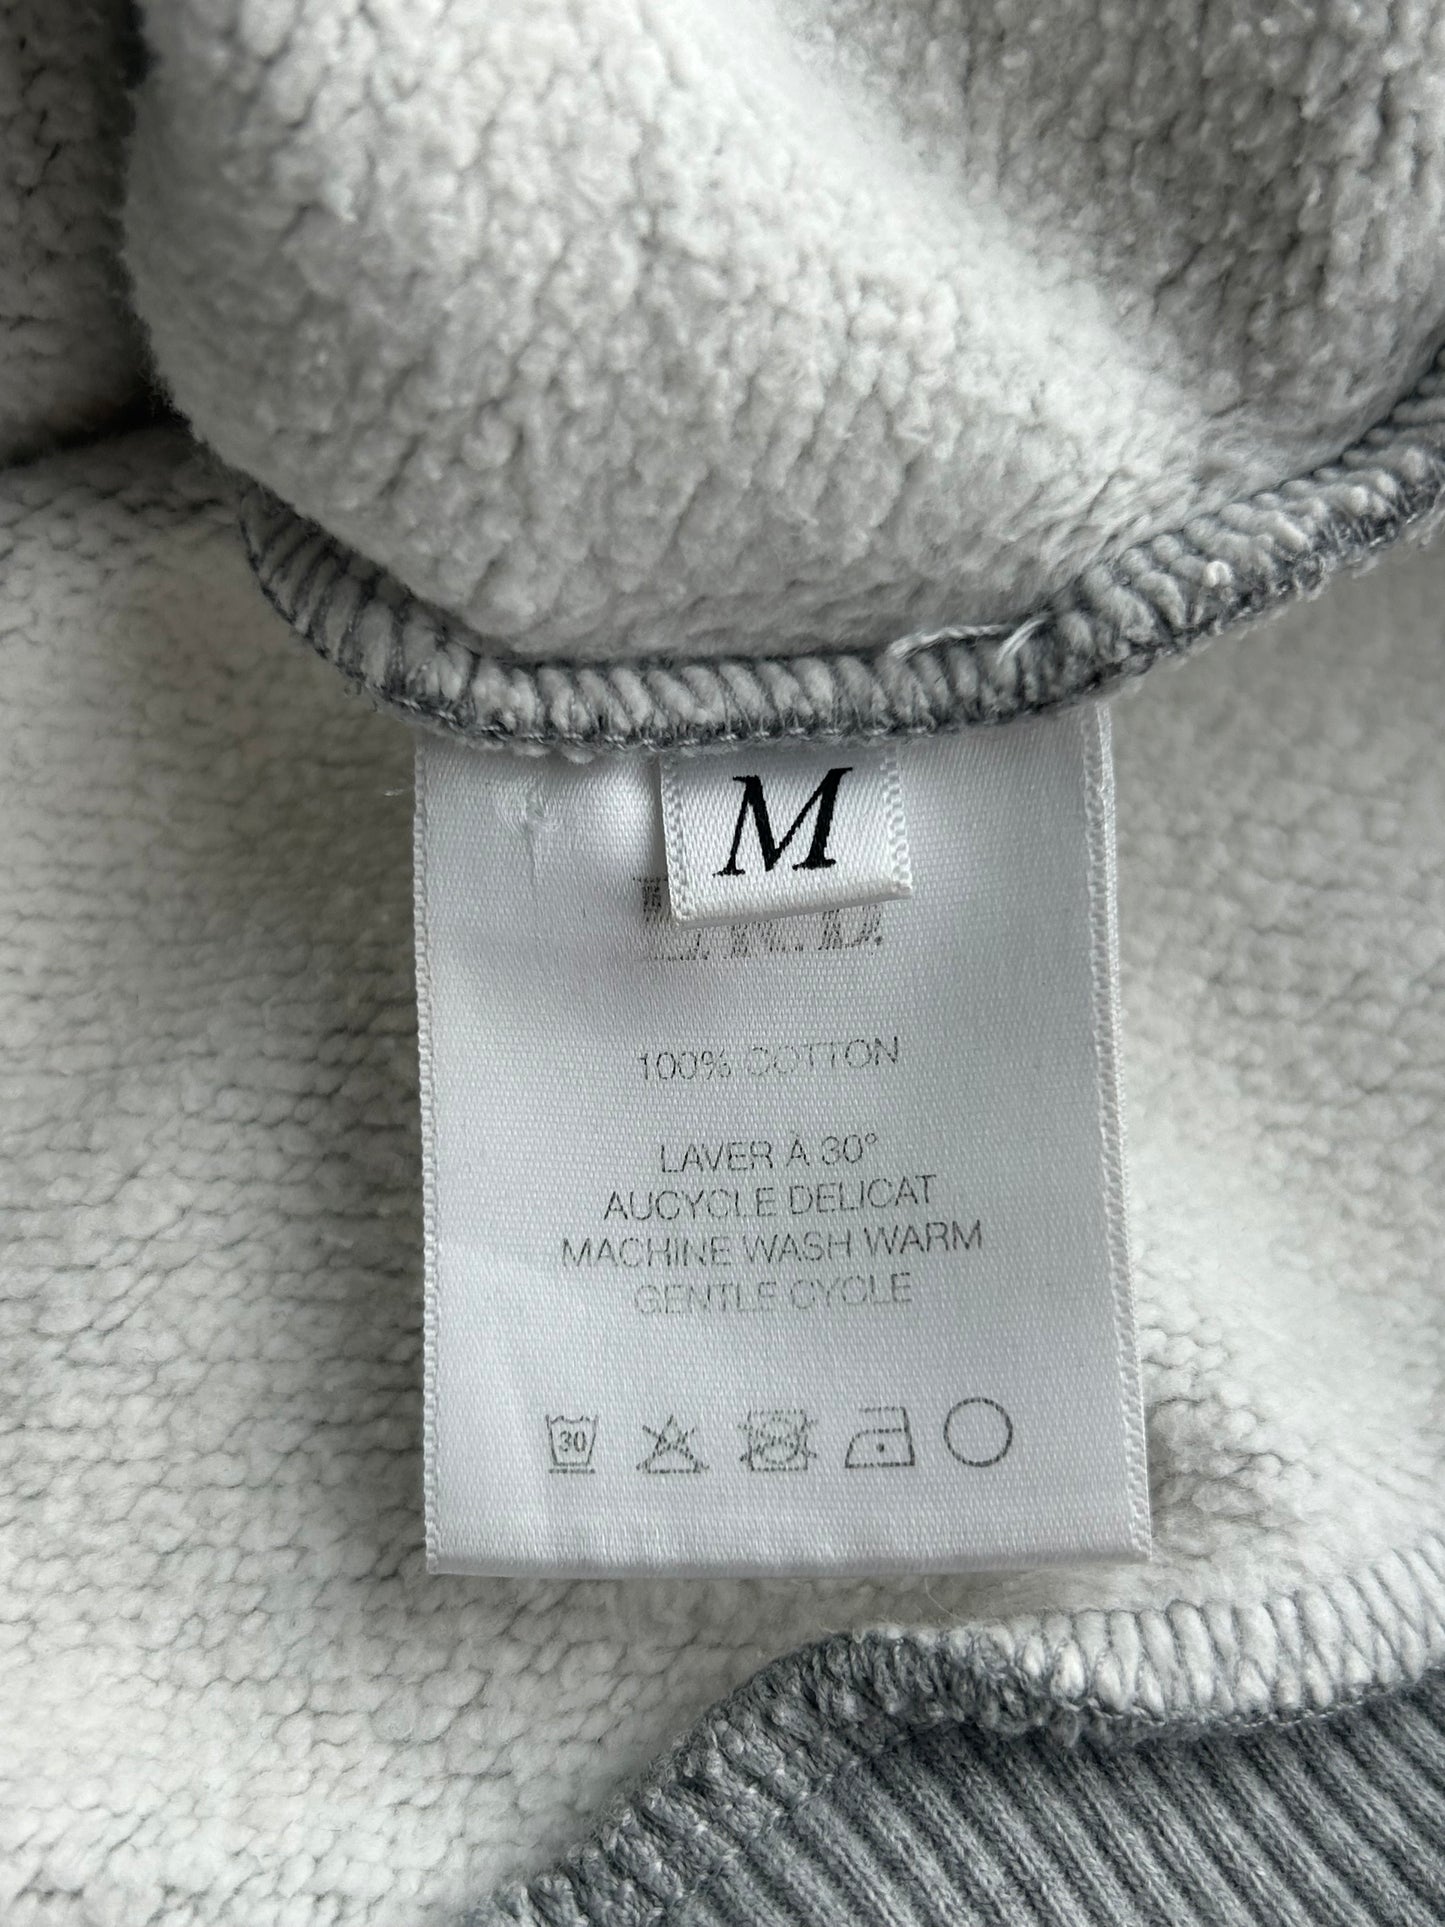 M
100% COTTON
LAVER À 30°
AUCYCLE DELICAT
MACHINE WASH WARM
GENTLE CYCLE
30